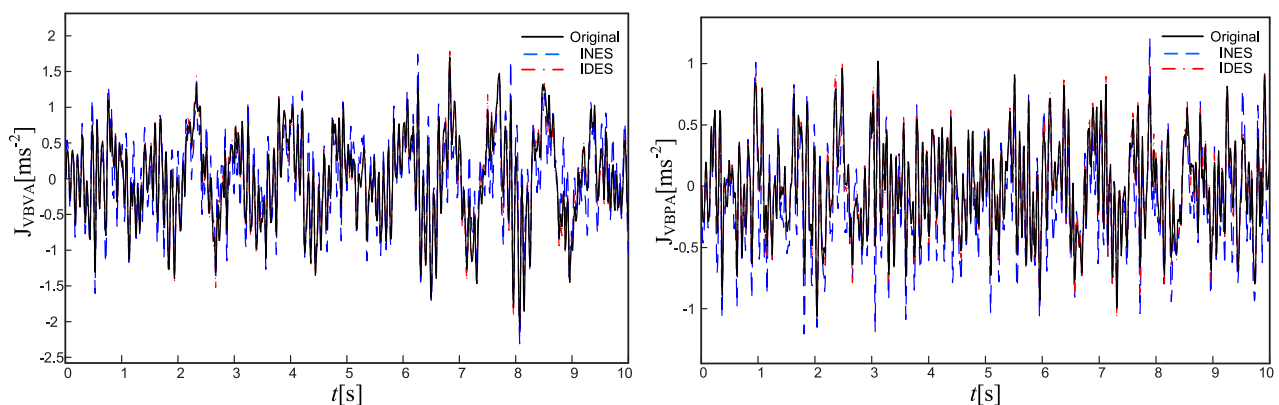 2
1.5
1
0.5
0
-0.5
-1
-1.5
-2
-2.5
J_VBVA[ms^-2]
Original
INES
IDES
0 1 2 3 4 5 6 7 8 9 10
t[s]
1
0.5
0
-0.5
-1
J_VBPA[ms^-2]
Original
INES
IDES
0 1 2 3 4 5 6 7 8 9 10
t[s]